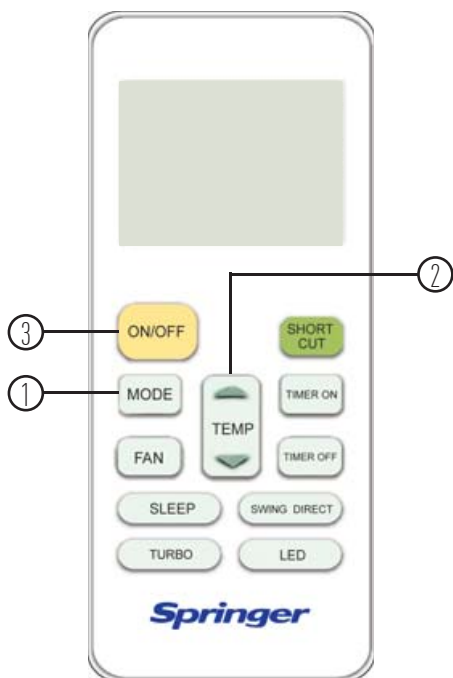 2
3
ON/OFF
SHORT
CUT
1
MODE
TEMP
TIMER ON
FAN
TIMER OFF
SLEEP
SWING DIRECT
TURBO
LED
Springer